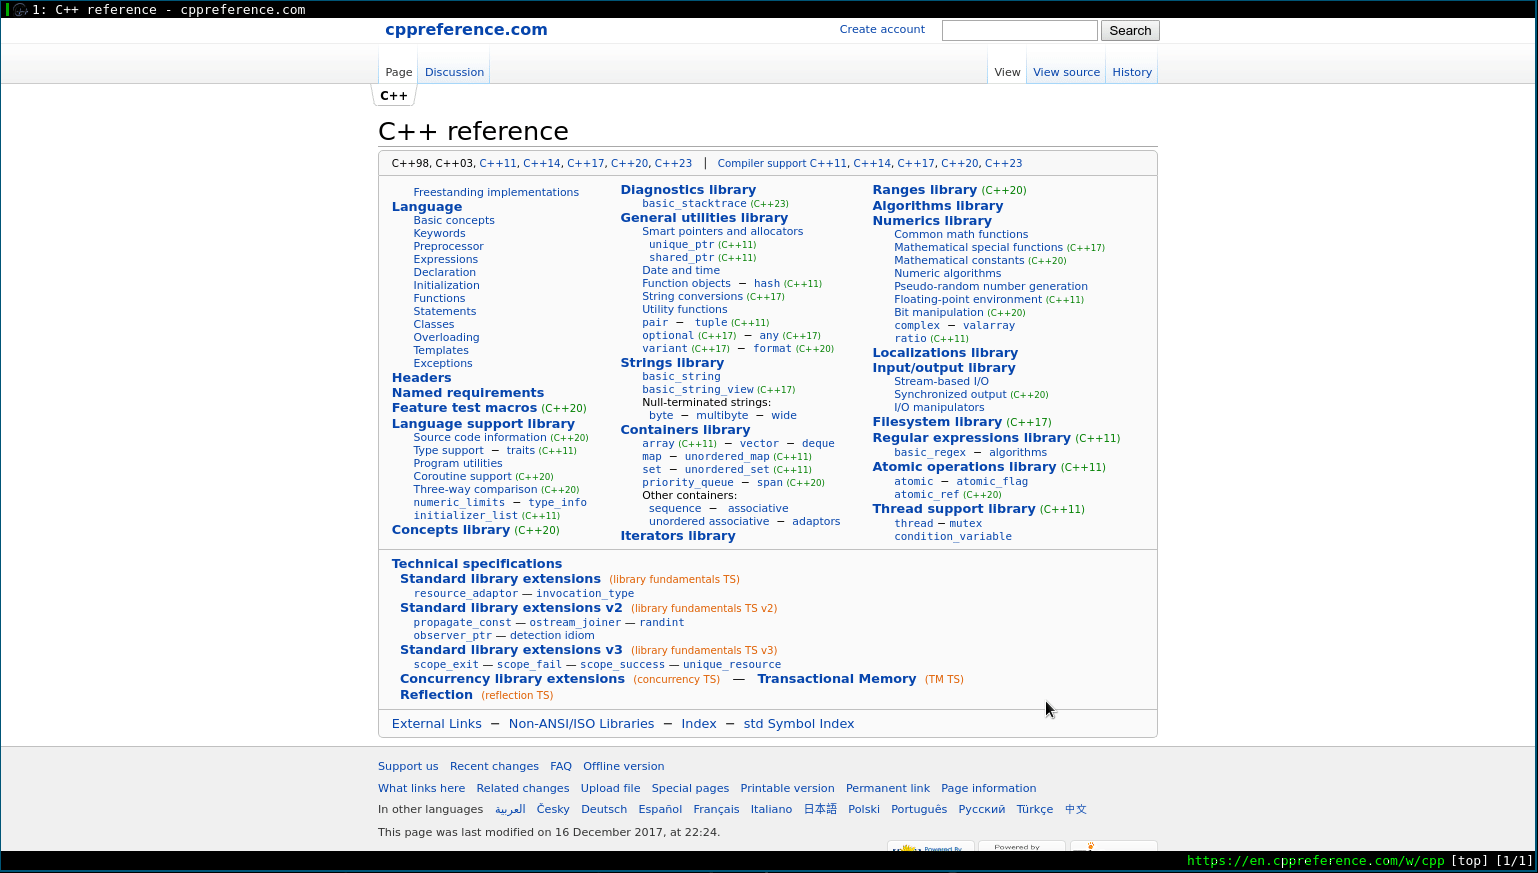 1: C++ reference - cppreference.com
cppreference.com
Create account
Search
Page
Discussion
View
View source
History
C++
C++ reference
C++98, C++03, C++11, C++14, C++17, C++20, C++23 | Compiler support C++11, C++14, C++17, C++20, C++23
Freestanding implementations
Language
Basic concepts
Keywords
Preprocessor
Expressions
Declaration
Initialization
Functions
Statements
Classes
Overloading
Templates
Exceptions
Headers
Named requirements
Feature test macros (C++20)
Language support library
Source code information (C++20)
Type support − traits (C++11)
Program utilities
Coroutine support (C++20)
Three-way comparison (C++20)
numeric_limits − type_info
initializer_list (C++11)
Concepts library (C++20)
Diagnostics library
basic_stacktrace (C++23)
General utilities library
Smart pointers and allocators
unique_ptr (C++11)
shared_ptr (C++11)
Date and time
Function objects − hash (C++11)
String conversions (C++17)
Utility functions
pair − tuple (C++11)
optional (C++17) − any (C++17)
variant (C++17) − format (C++20)
Strings library
basic_string
basic_string_view (C++17)
Null-terminated strings:
byte − multibyte − wide
Containers library
array (C++11) − vector − deque
map − unordered_map (C++11)
set − unordered_set (C++11)
priority_queue − span (C++20)
Other containers:
sequence − associative
unordered associative − adaptors
Iterators library
Ranges library (C++20)
Algorithms library
Numerics library
Common math functions
Mathematical special functions (C++17)
Mathematical constants (C++20)
Numeric algorithms
Pseudo-random number generation
Floating-point environment (C++11)
Bit manipulation (C++20)
complex − valarray
ratio (C++11)
Localizations library
Input/output library
Stream-based I/O
Synchronized output (C++20)
I/O manipulators
Filesystem library (C++17)
Regular expressions library (C++11)
basic_regex − algorithms
Atomic operations library (C++11)
atomic − atomic_flag
atomic_ref (C++20)
Thread support library (C++11)
thread − mutex
condition_variable
Technical specifications
Standard library extensions (library fundamentals TS)
resource_adaptor — invocation_type
Standard library extensions v2 (library fundamentals TS v2)
propagate_const — ostream_joiner — randint
observer_ptr — detection idiom
Standard library extensions v3 (library fundamentals TS v3)
scope_exit — scope_fail — scope_success — unique_resource
Concurrency library extensions (concurrency TS) — Transactional Memory (TM TS)
Reflection (reflection TS)
External Links − Non-ANSI/ISO Libraries − Index − std Symbol Index
Support us Recent changes FAQ Offline version
What links here Related changes Upload file Special pages Printable version Permanent link Page information
In other languages العربية Česky Deutsch Español Français Italiano 日本語 Polski Português Русский Türkçe 中文
This page was last modified on 16 December 2017, at 22:24.
Powered By
Powered by
https://en.cppreference.com/w/cpp [top] [1/1]